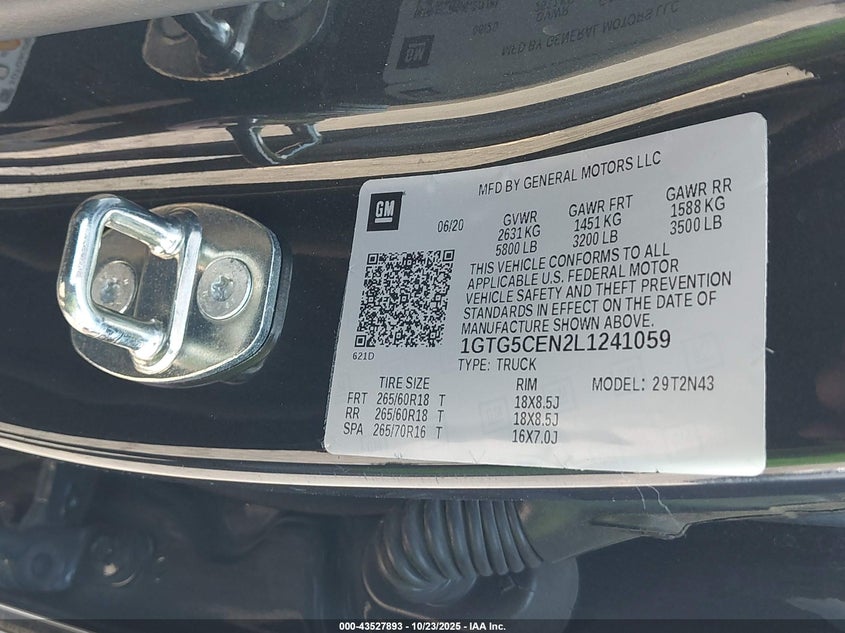 MFD BY GENERAL MOTORS LLC
GM
06/20
GVWR
2631 KG
5800 LB
GAWR FRT
1451 KG
3200 LB
GAWR RR
1588 KG
3500 LB
THIS VEHICLE CONFORMS TO ALL
APPLICABLE U.S. FEDERAL MOTOR
VEHICLE SAFETY AND THEFT PREVENTION
STANDARDS IN EFFECT ON THE DATE OF
MANUFACTURE SHOWN ABOVE.
621D
1GTG5CEN2L1241059
TYPE: TRUCK
TIRE SIZE RIM MODEL: 29T2N43
FRT 265/60R18 T 18X8.5J
RR 265/60R18 T 18X8.5J
SPA 265/70R16 T 16X7.0J
000-43527893 - 10/23/2025 - IAA Inc.